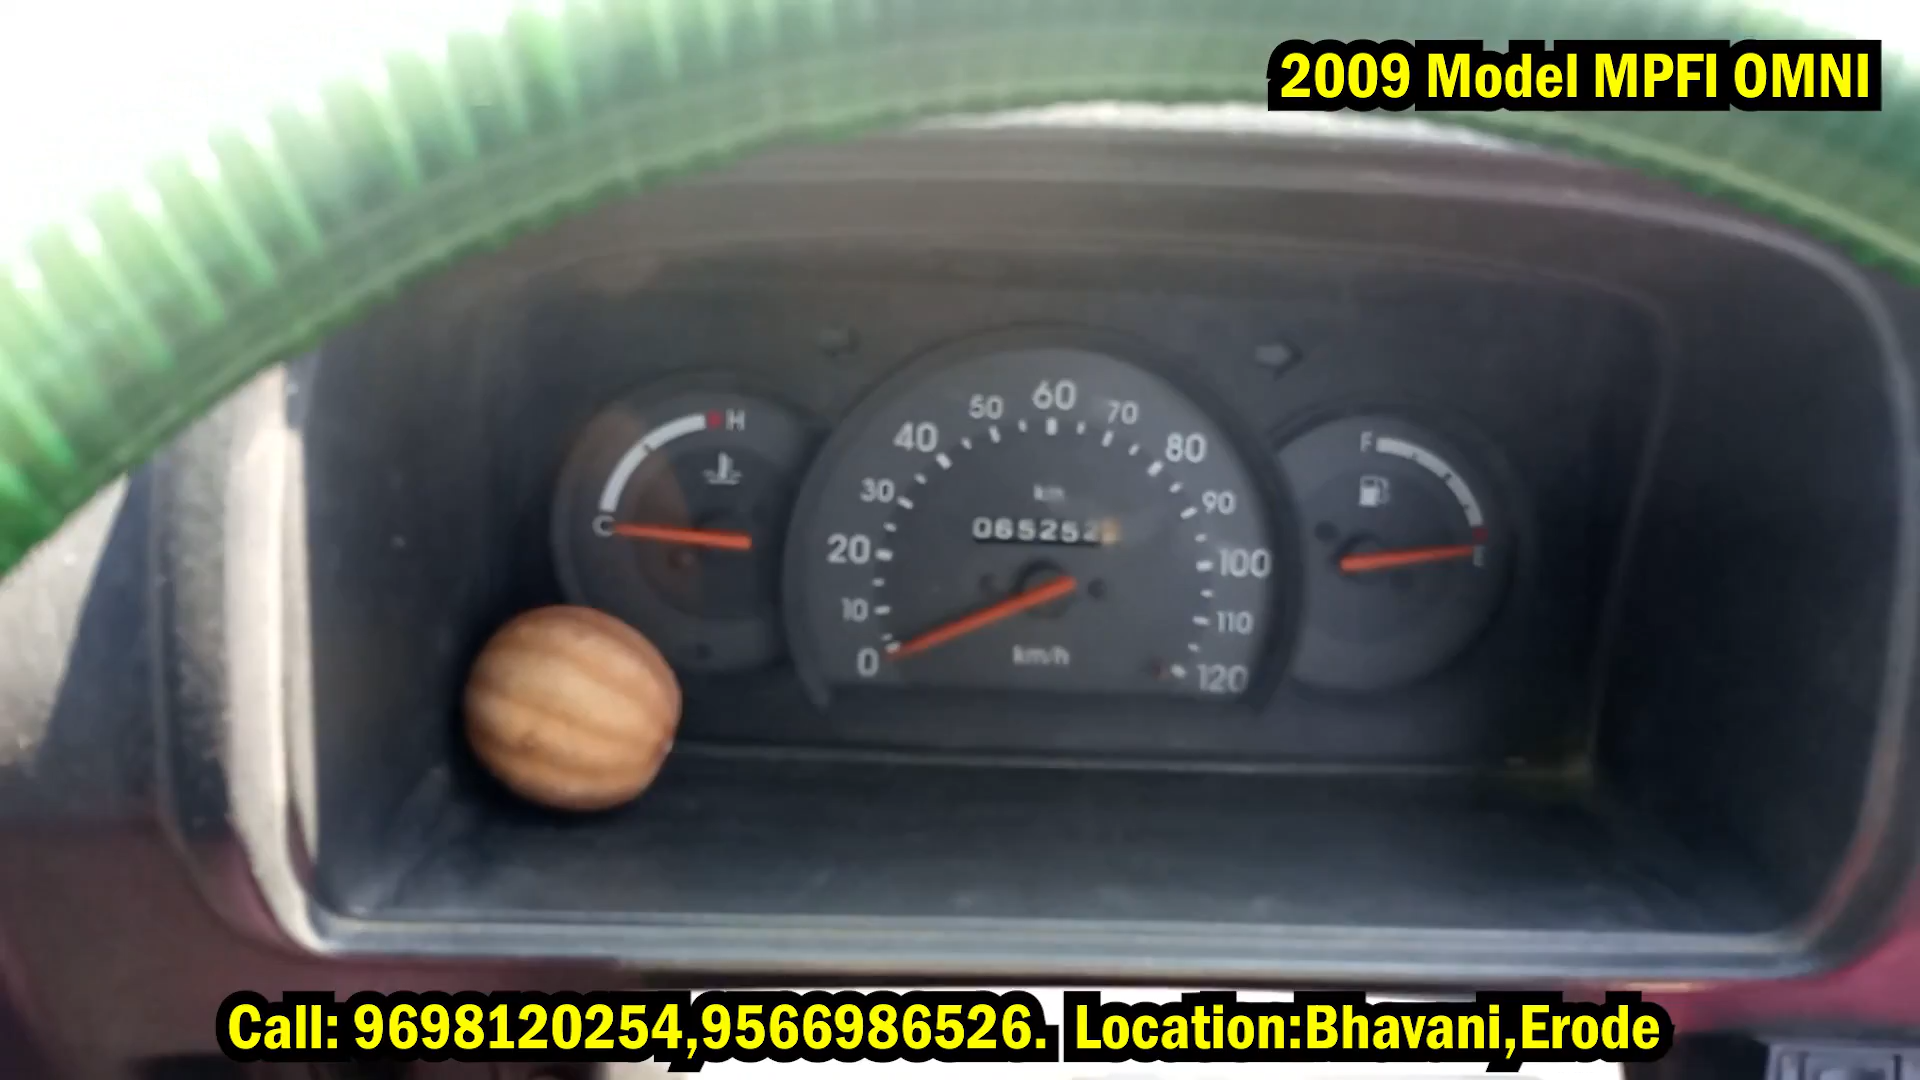 2009 Model MPFI OMNI
H
C
0
10
20
30
40
50
60
70
80
90
100
110
120
km
km/h
F
E
Call: 9698120254,9566986526. Location:Bhavani,Erode